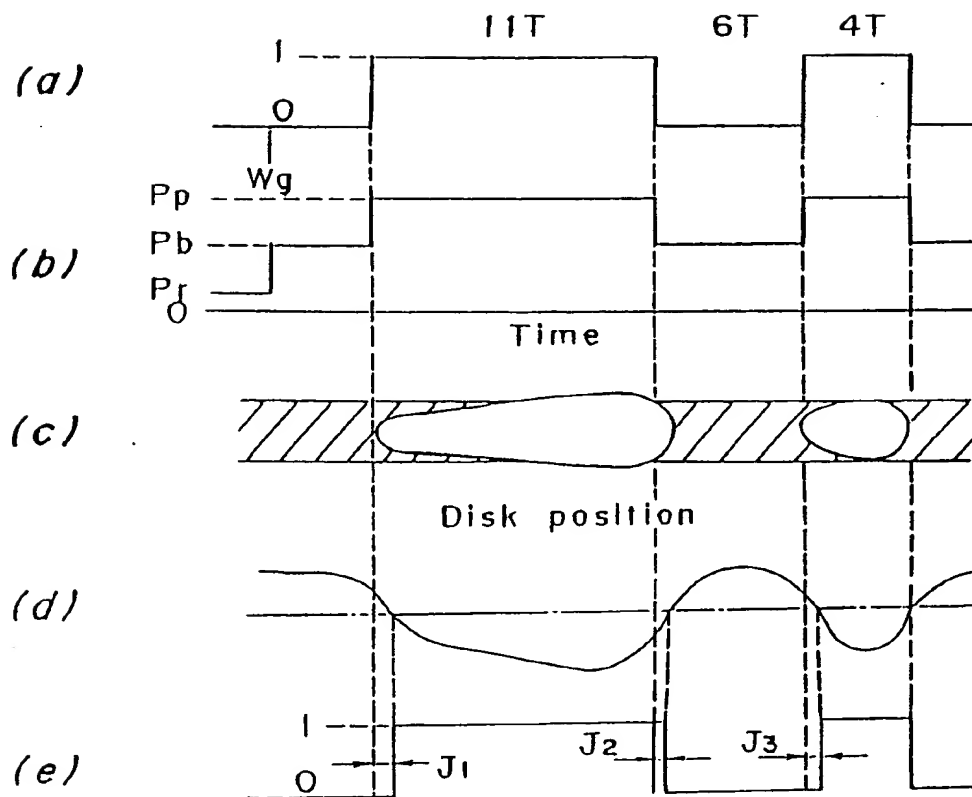 11T 6T 4T
(a) 1
0
Wg
Pp
(b) Pb
Pr
0
Time
(c)
Disk position
(d)
1
J1 J2 J3
(e) 0